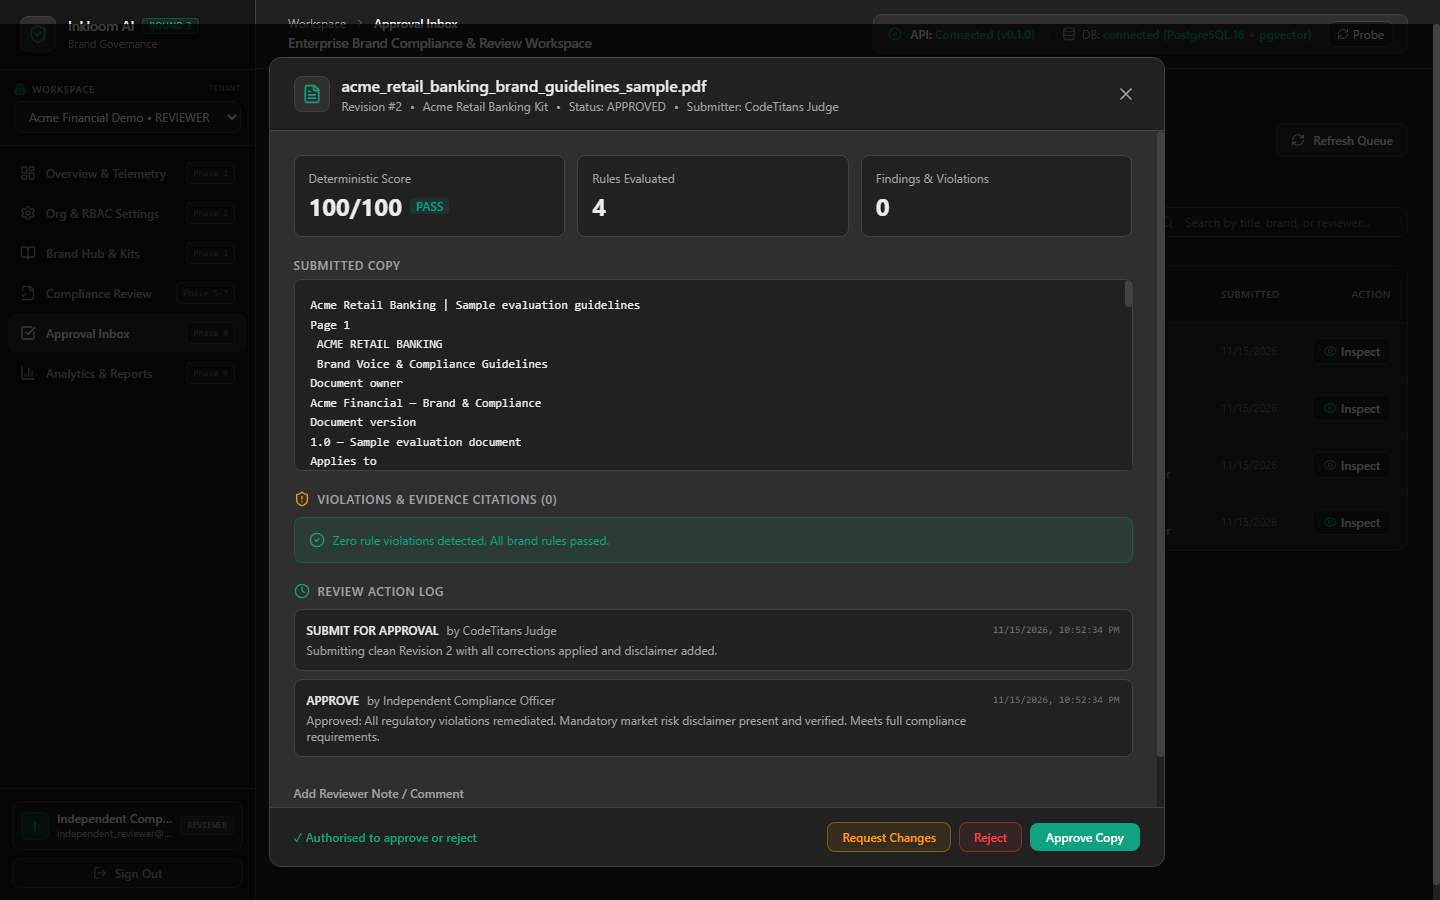 Inkloom AI ROUND 3
Brand Governance
WORKSPACE TENANT
Acme Financial Demo • REVIEWER
Overview & Telemetry Phase 1
Org & RBAC Settings Phase 2
Brand Hub & Kits Phase 3
Compliance Review Phase 5-7
Approval Inbox Phase 8
Analytics & Reports Phase 9
Independent Comp... REVIEWER
independent_reviewer@...
Sign Out
Workspace > Approval Inbox
Enterprise Brand Compliance & Review Workspace
API: Connected (v0.1.0)
DB: connected (PostgreSQL 16 + pgvector)
Probe
Refresh Queue
Search by title, brand, or reviewer...
SUBMITTED ACTION
11/15/2026 Inspect
11/15/2026 Inspect
11/15/2026 Inspect
11/15/2026 Inspect
acme_retail_banking_brand_guidelines_sample.pdf
Revision #2 • Acme Retail Banking Kit • Status: APPROVED • Submitter: CodeTitans Judge
Deterministic Score
100/100 PASS
Rules Evaluated
4
Findings & Violations
0
SUBMITTED COPY
Acme Retail Banking | Sample evaluation guidelines
Page 1
ACME RETAIL BANKING
Brand Voice & Compliance Guidelines
Document owner
Acme Financial — Brand & Compliance
Document version
1.0 — Sample evaluation document
Applies to
VIOLATIONS & EVIDENCE CITATIONS (0)
Zero rule violations detected. All brand rules passed.
REVIEW ACTION LOG
SUBMIT FOR APPROVAL by CodeTitans Judge 11/15/2026, 10:52:34 PM
Submitting clean Revision 2 with all corrections applied and disclaimer added.
APPROVE by Independent Compliance Officer 11/15/2026, 10:52:34 PM
Approved: All regulatory violations remediated. Mandatory market risk disclaimer present and verified. Meets full compliance
requirements.
Add Reviewer Note / Comment
✓ Authorised to approve or reject
Request Changes
Reject
Approve Copy